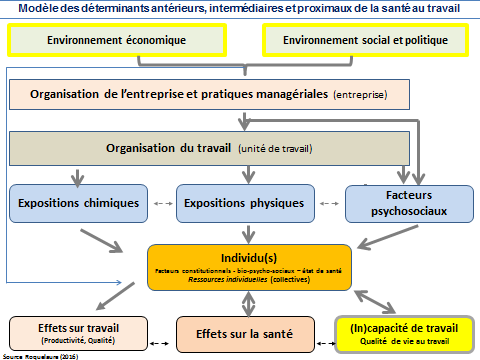 Modèle des déterminants antérieurs, intermédiaires et proximaux de la santé au travail
Environnement économique
Environnement social et politique
Organisation de l'entreprise et pratiques managériales (entreprise)
Organisation du travail (unité de travail)
Expositions chimiques
Expositions physiques
Facteurs
psychosociaux
Individu(s)
Facteurs constitutionnels - bio-psycho-sociaux – état de santé
Ressources individuelles (collectives)
Effets sur travail
(Productivité, Qualité)
Effets sur la santé
(In)capacité de travail
Qualité de vie au travail
Source Roquelaure (2016)